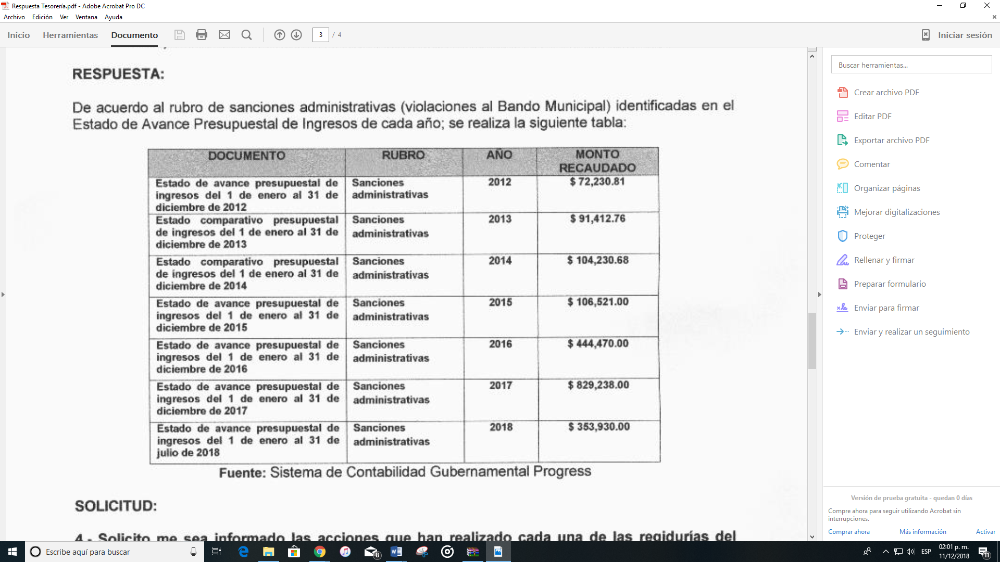 Respuesta Tesorería.pdf - Adobe Acrobat Pro DC
Archivo Edición Ver Ventana Ayuda
Inicio Herramientas Documento 3 / 4 Iniciar sesión
RESPUESTA:
De acuerdo al rubro de sanciones administrativas (violaciones al Bando Municipal) identificadas en el
Estado de Avance Presupuestal de Ingresos de cada año; se realiza la siguiente tabla:
DOCUMENTO RUBRO AÑO MONTO
RECAUDADO
Estado de avance presupuestal de Sanciones 2012 $ 72,230.81
ingresos del 1 de enero al 31 de administrativas
diciembre de 2012
Estado comparativo presupuestal Sanciones 2013 $ 91,412.76
de ingresos del 1 de enero al 31 de administrativas
diciembre de 2013
Estado comparativo presupuestal Sanciones 2014 $ 104,230.68
de ingresos del 1 de enero al 31 de administrativas
diciembre de 2014
Estado de avance presupuestal de Sanciones 2015 $ 106,521.00
ingresos del 1 de enero al 31 de administrativas
diciembre de 2015
Estado de avance presupuestal de Sanciones 2016 $ 444,470.00
ingresos del 1 de enero al 31 de administrativas
diciembre de 2016
Estado de avance presupuestal de Sanciones 2017 $ 829,238.00
ingresos del 1 de enero al 31 de administrativas
diciembre de 2017
Estado de avance presupuestal de Sanciones 2018 $ 353,930.00
ingresos del 1 de enero al 31 de administrativas
julio de 2018
Fuente: Sistema de Contabilidad Gubernamental Progress
SOLICITUD:
4.- Solicito me sea informado las acciones que han realizado cada una de las regidurías del
Buscar herramientas...
Crear archivo PDF
Editar PDF
Exportar archivo PDF
Comentar
Organizar páginas
Mejorar digitalizaciones
Proteger
Rellenar y firmar
Preparar formulario
Enviar para firmar
Enviar y realizar un seguimiento
Versión de prueba gratuita - quedan 0 días
Compre ahora para seguir utilizando Acrobat sin
interrupciones.
Comprar ahora Más información Activar
Escribe aquí para buscar
8
ESP
02:01 p. m.
11/12/2018
11